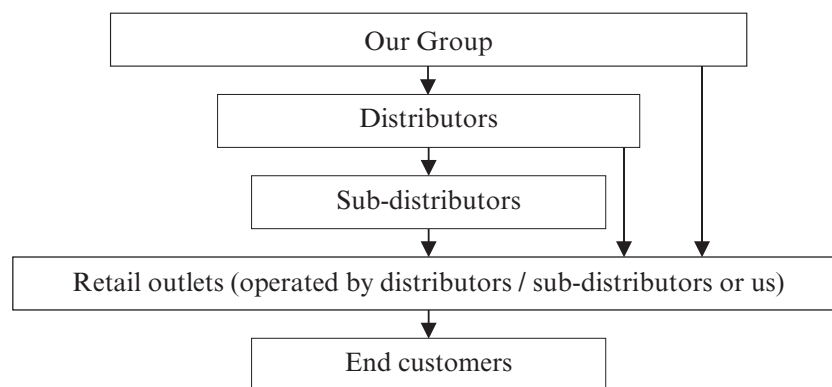 Our Group
Distributors
Sub-distributors
Retail outlets (operated by distributors / sub-distributors or us)
End customers